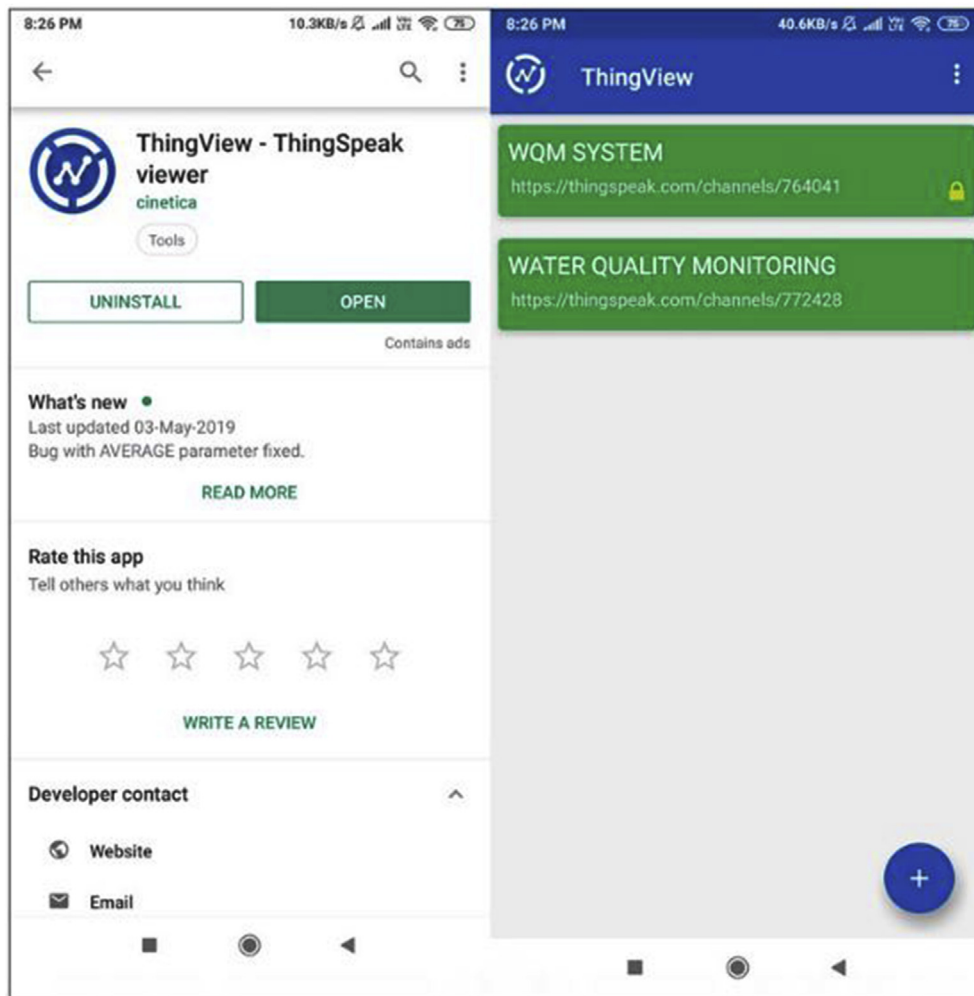 8:26 PM
10.3KB/s
75
ThingView - ThingSpeak
viewer
cinetica
Tools
UNINSTALL
OPEN
Contains ads
What's new
Last updated 03-May-2019
Bug with AVERAGE parameter fixed.
READ MORE
Rate this app
Tell others what you think
WRITE A REVIEW
Developer contact
Website
Email
8:26 PM
40.6KB/s
75
ThingView
WQM SYSTEM
https://thingspeak.com/channels/764041
WATER QUALITY MONITORING
https://thingspeak.com/channels/772428
+